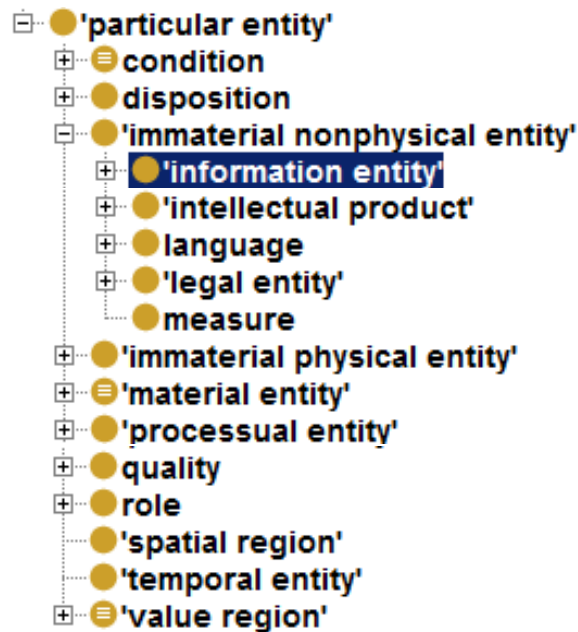 'particular entity'
condition
disposition
'immaterial nonphysical entity'
'information entity'
'intellectual product'
language
'legal entity'
measure
'immaterial physical entity'
'material entity'
'processual entity'
quality
role
'spatial region'
'temporal entity'
'value region'